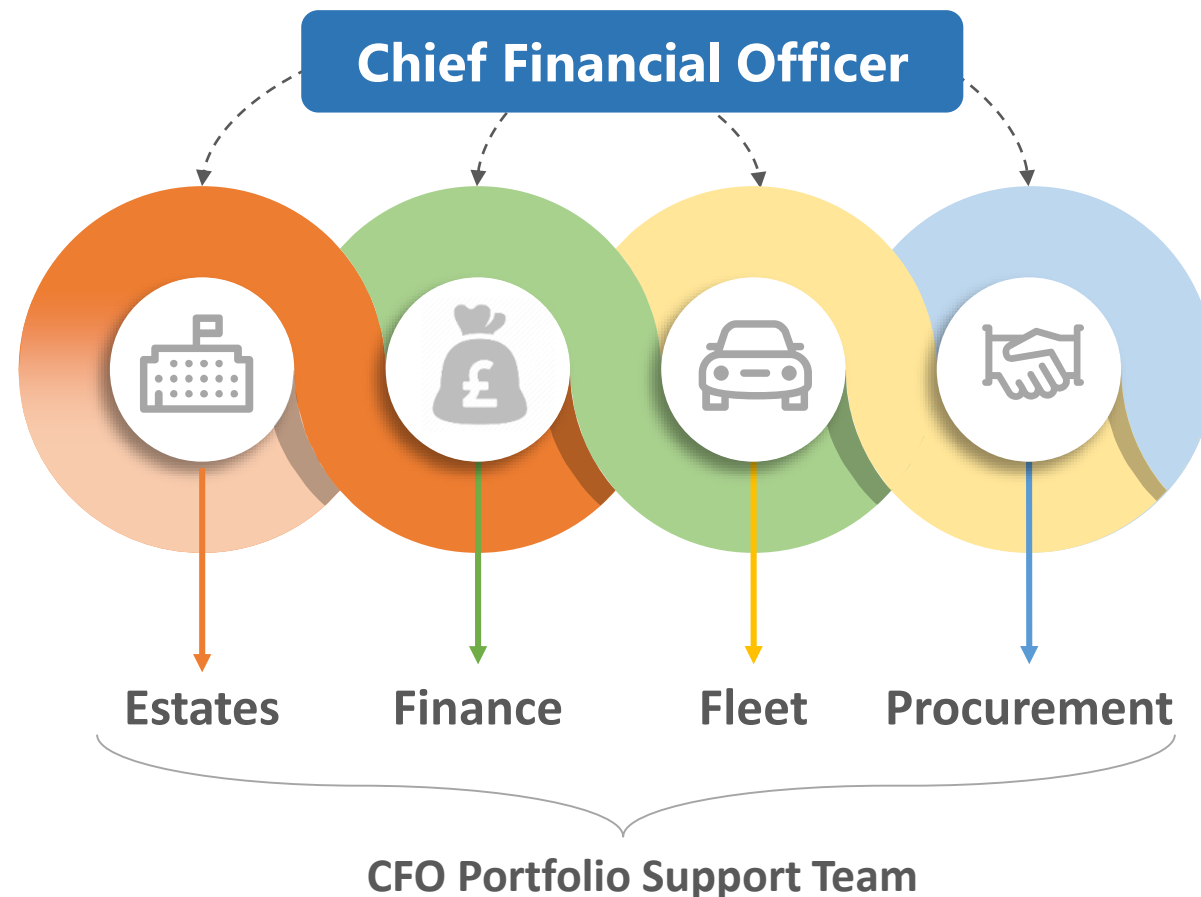 Chief Financial Officer
£
Estates
Finance
Fleet
Procurement
CFO Portfolio Support Team